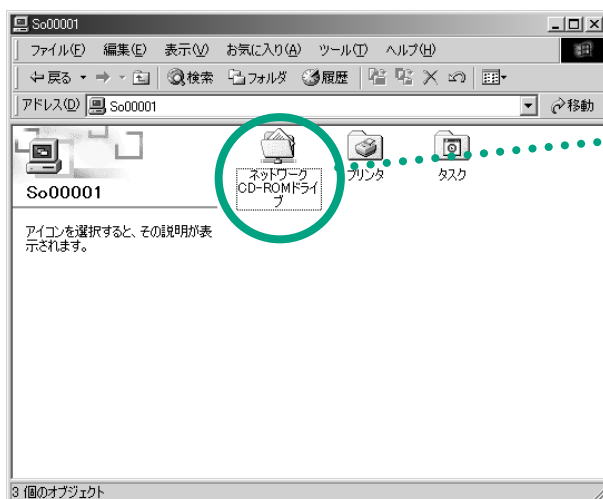 So00001
ファイル(F) 編集(E) 表示(V) お気に入り(A) ツール(T) ヘルプ(H)
戻る 検索 フォルダ 履歴
アドレス(D) So00001 移動
So00001
アイコンを選択すると、その説明が表
示されます。
ネットワーク
CD-ROMドライ
ブ
プリンタ
タスク
3 個のオブジェクト